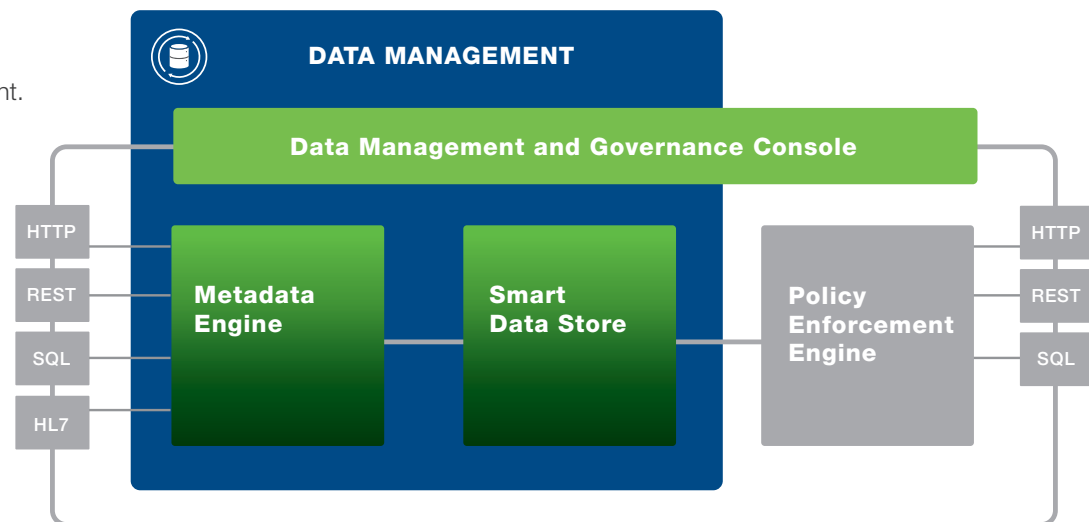 DATA MANAGEMENT
nt.
Data Management and Governance Console
HTTP
REST
SQL
HL7
Metadata
Engine
Smart
Data Store
Policy
Enforcement
Engine
HTTP
REST
SQL